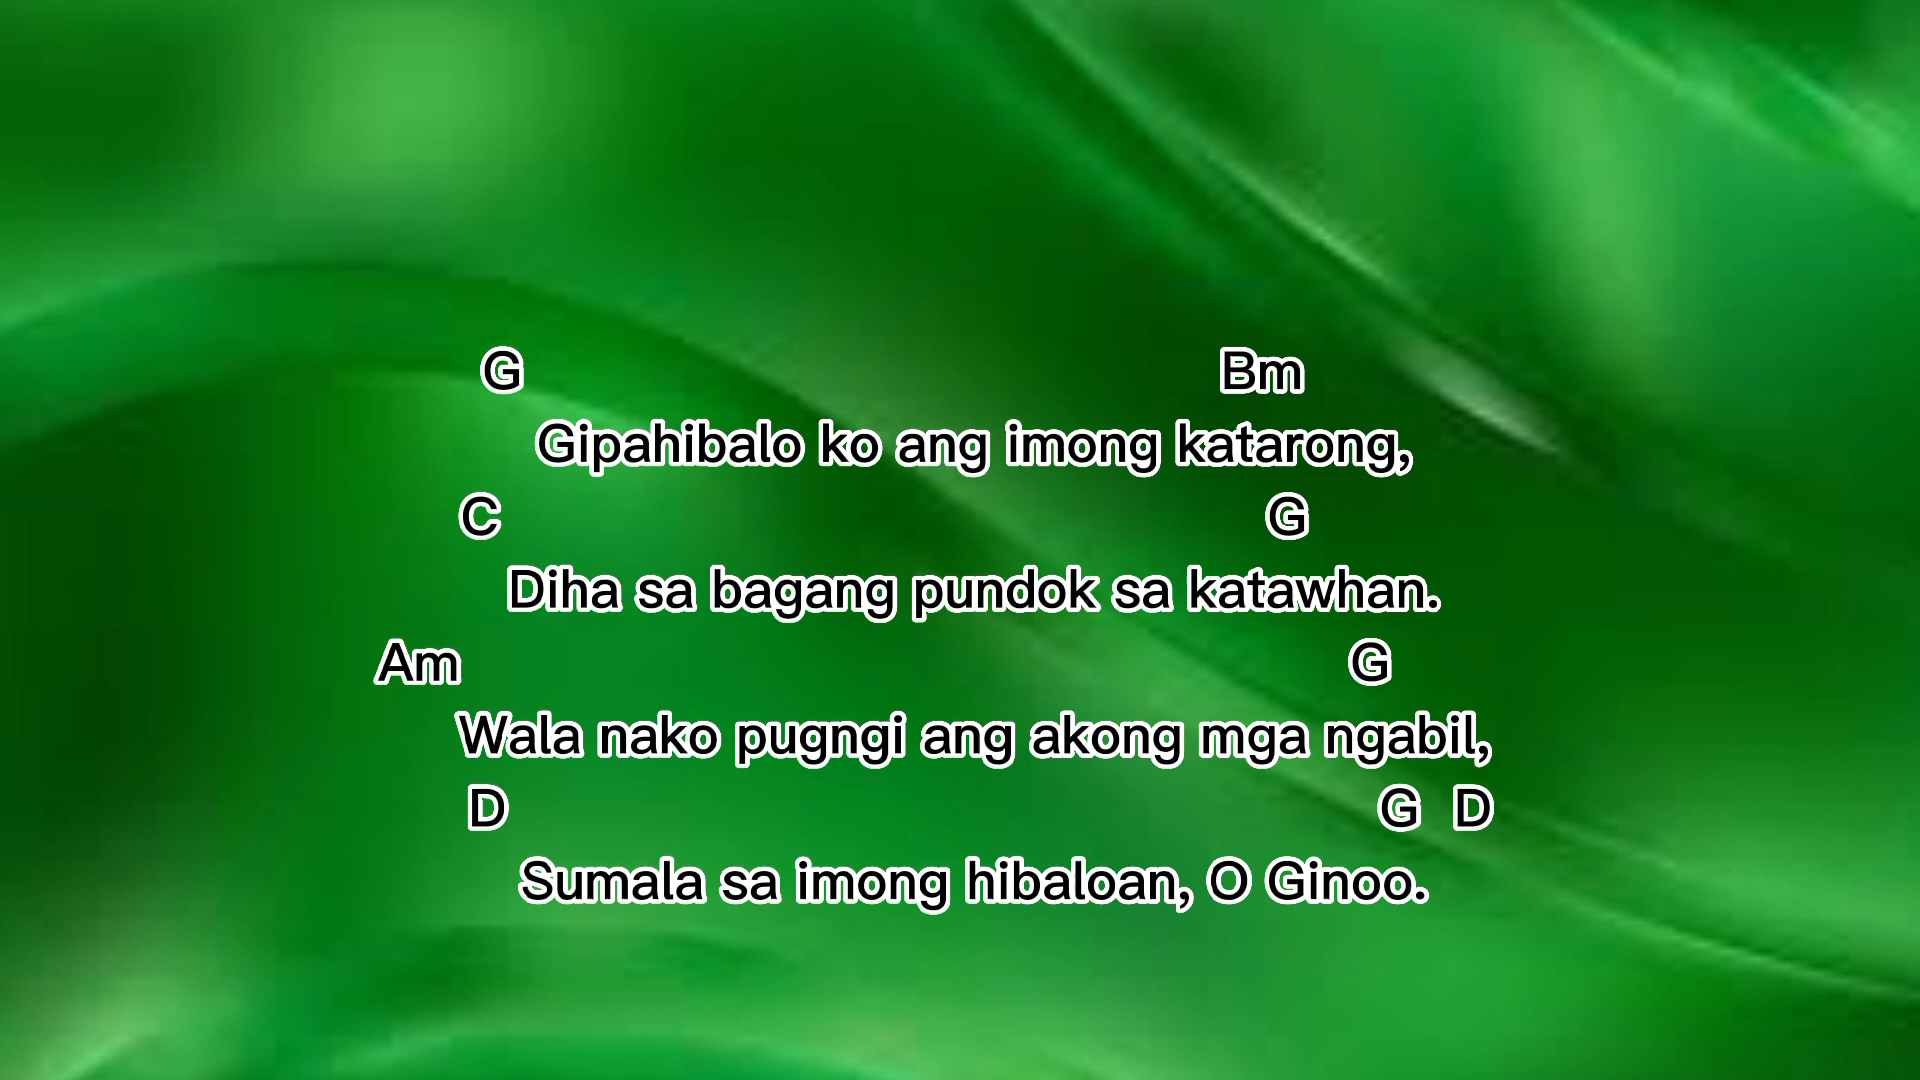 G Bm
Gipahibalo ko ang imong katarong,
C G
Diha sa bagang pundok sa katawhan.
Am G
Wala nako pugngi ang akong mga ngabil,
D G D
Sumala sa imong hibaloan, O Ginoo.